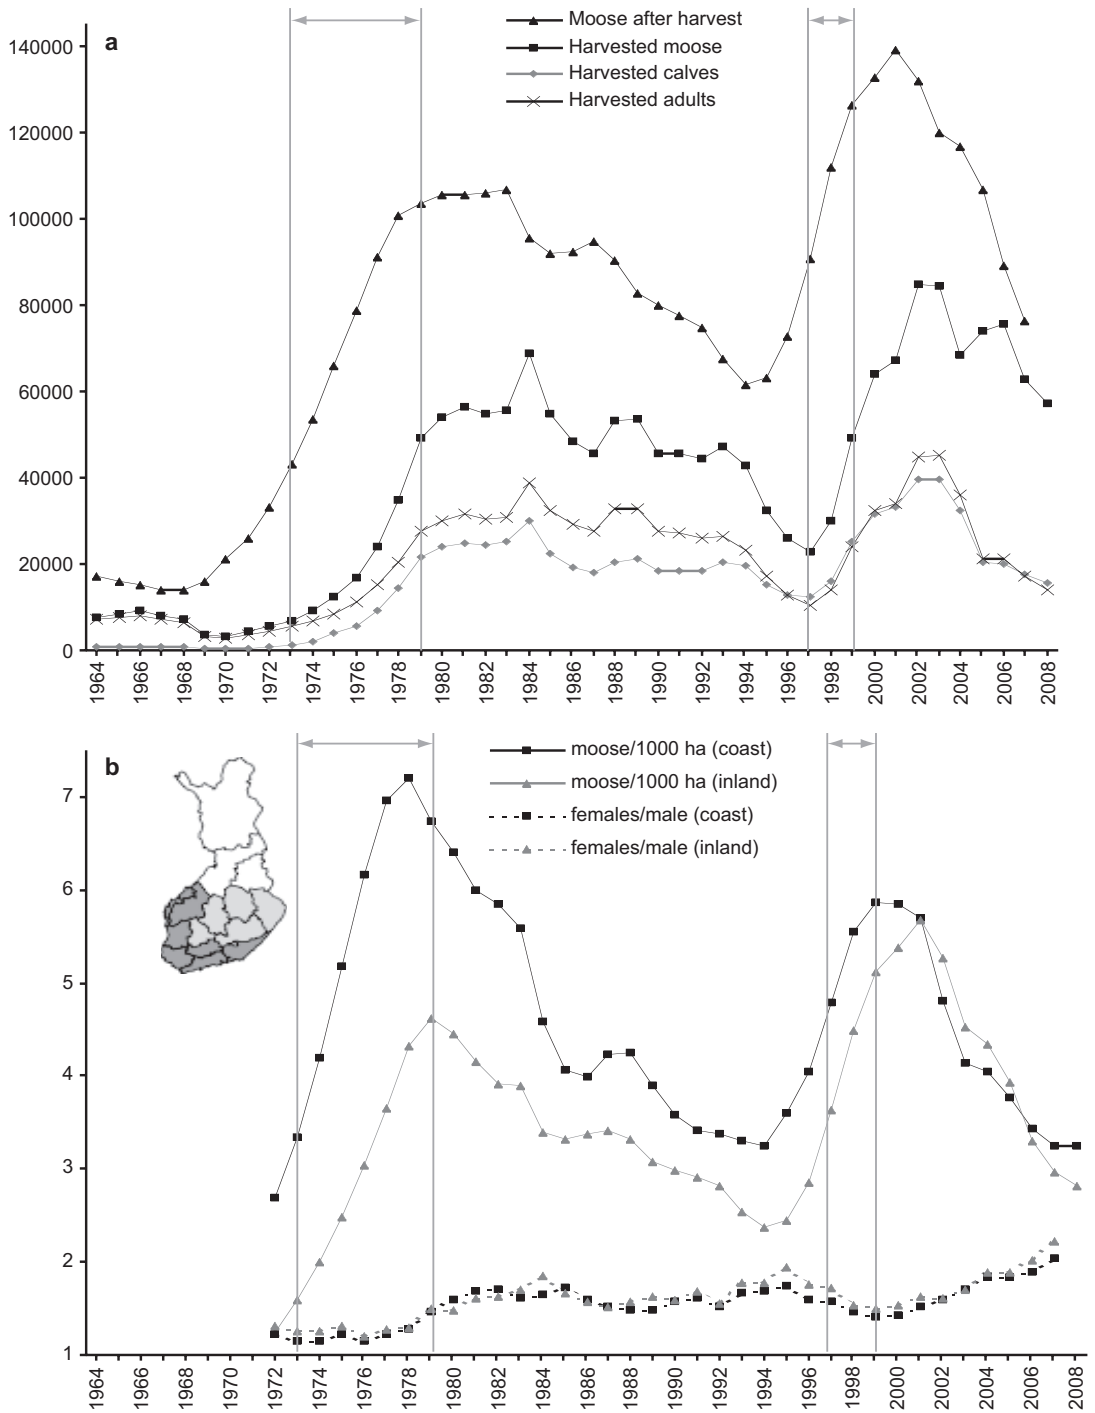 a
Moose after harvest
Harvested moose
Harvested calves
Harvested adults
140000
120000
100000
80000
60000
40000
20000
0
1964 1966 1968 1970 1972 1974 1976 1978 1980 1982 1984 1986 1988 1990 1992 1994 1996 1998 2000 2002 2004 2006 2008
b
moose/1000 ha (coast)
moose/1000 ha (inland)
females/male (coast)
females/male (inland)
7
6
5
4
3
2
1
1964 1966 1968 1970 1972 1974 1976 1978 1980 1982 1984 1986 1988 1990 1992 1994 1996 1998 2000 2002 2004 2006 2008